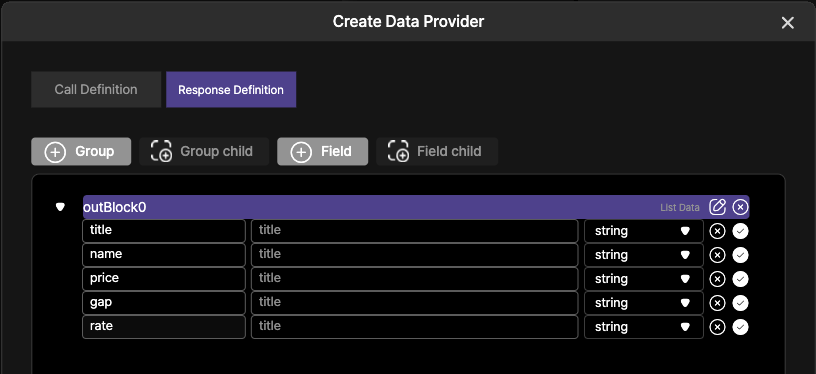 Create Data Provider
Call Definition Response Definition
Group Group child Field Field child
outBlock0 List Data
title title string
name title string
price title string
gap title string
rate title string